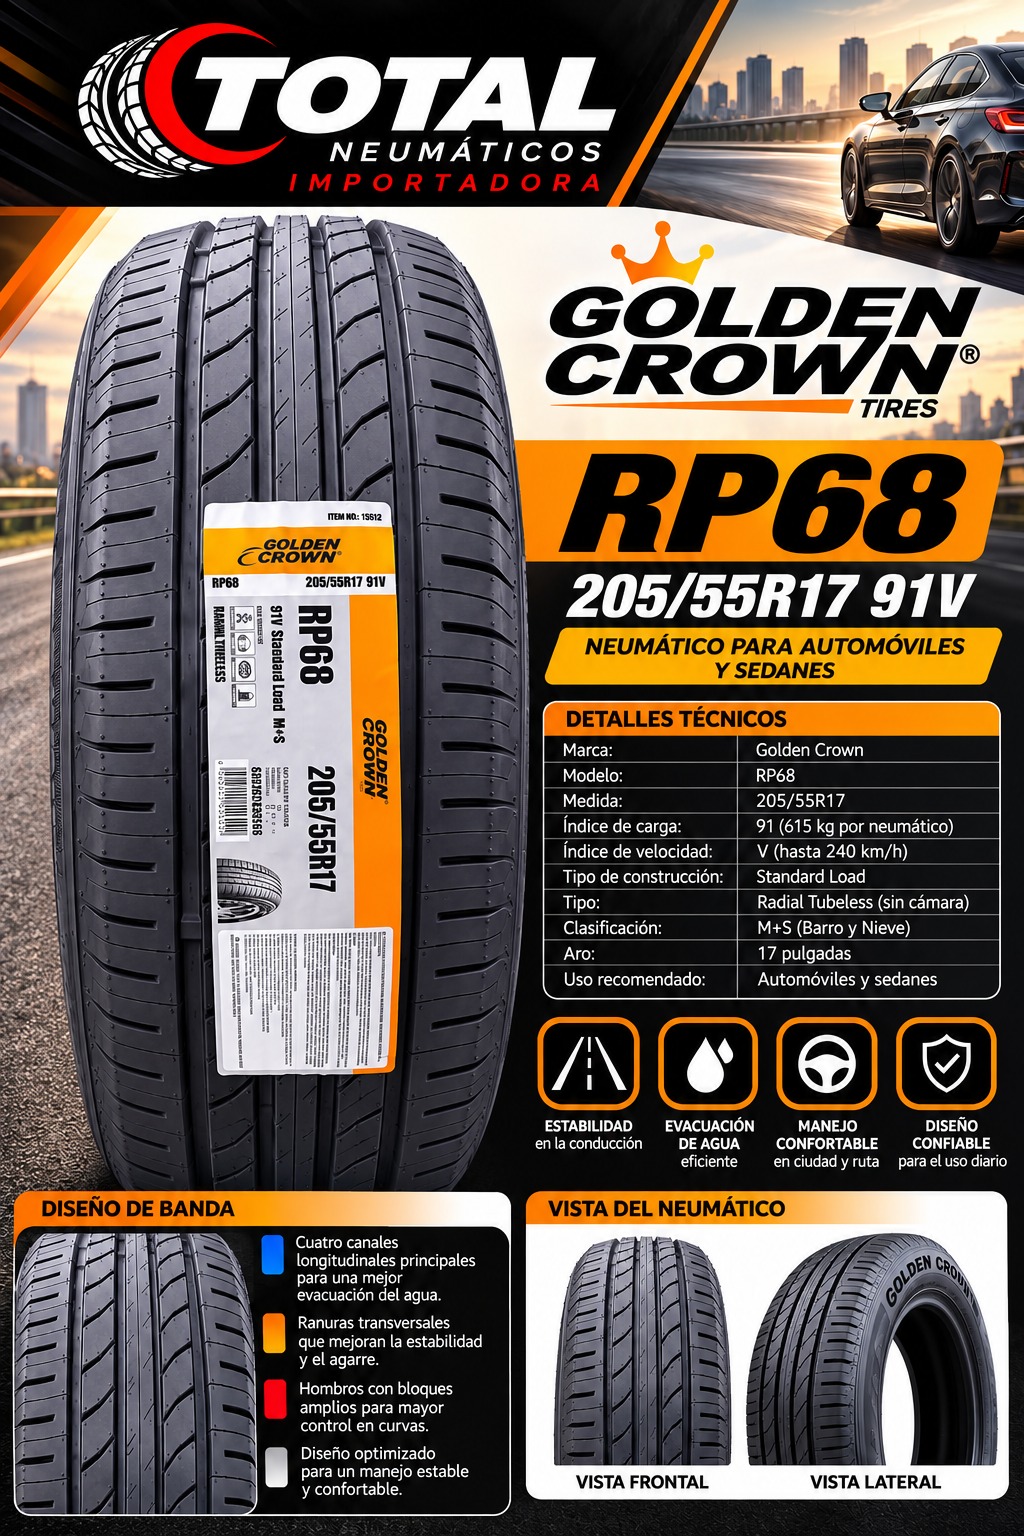 TOTAL
NEUMÁTICOS
IMPORTADORA
GOLDEN
CROWN®
TIRES
RP68
205/55R17 91V
NEUMÁTICO PARA AUTOMÓVILES
Y SEDANES
ITEM NO.: 15612
GOLDEN
CROWN®
RP68 205/55R17 91V
RP68
91V Standard Load M+S
205/55R17
GOLDEN
CROWN
DETALLES TÉCNICOS
Marca: Golden Crown
Modelo: RP68
Medida: 205/55R17
Índice de carga: 91 (615 kg por neumático)
Índice de velocidad: V (hasta 240 km/h)
Tipo de construcción: Standard Load
Tipo: Radial Tubeless (sin cámara)
Clasificación: M+S (Barro y Nieve)
Aro: 17 pulgadas
Uso recomendado: Automóviles y sedanes
ESTABILIDAD
en la conducción
EVACUACIÓN
DE AGUA
eficiente
MANEJO
CONFORTABLE
en ciudad y ruta
DISEÑO
CONFIABLE
para el uso diario
DISEÑO DE BANDA
Cuatro canales
longitudinales principales
para una mejor
evacuación del agua.
Ranuras transversales
que mejoran la estabilidad
y el agarre.
Hombros con bloques
amplios para mayor
control en curvas.
Diseño optimizado
para un manejo estable
y confortable.
VISTA DEL NEUMÁTICO
GOLDEN CROWN
VISTA FRONTAL
VISTA LATERAL